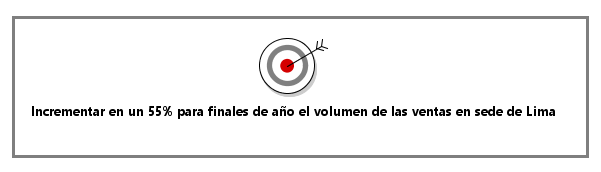 Incrementar en un 55% para finales de año el volumen de las ventas en sede de Lima